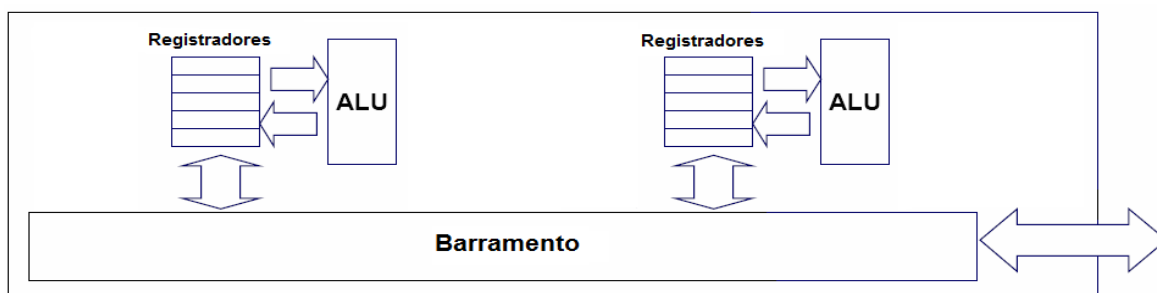 Registradores
ALU
Registradores
ALU
Barramento